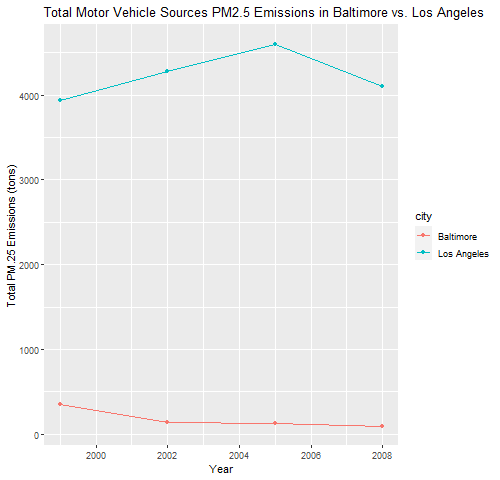 Total Motor Vehicle Sources PM2.5 Emissions in Baltimore vs. Los Angeles
Total PM.25 Emissions (tons)
4000
3000
2000
1000
0
2000
2002
2004
2006
2008
Year
city
Baltimore
Los Angeles